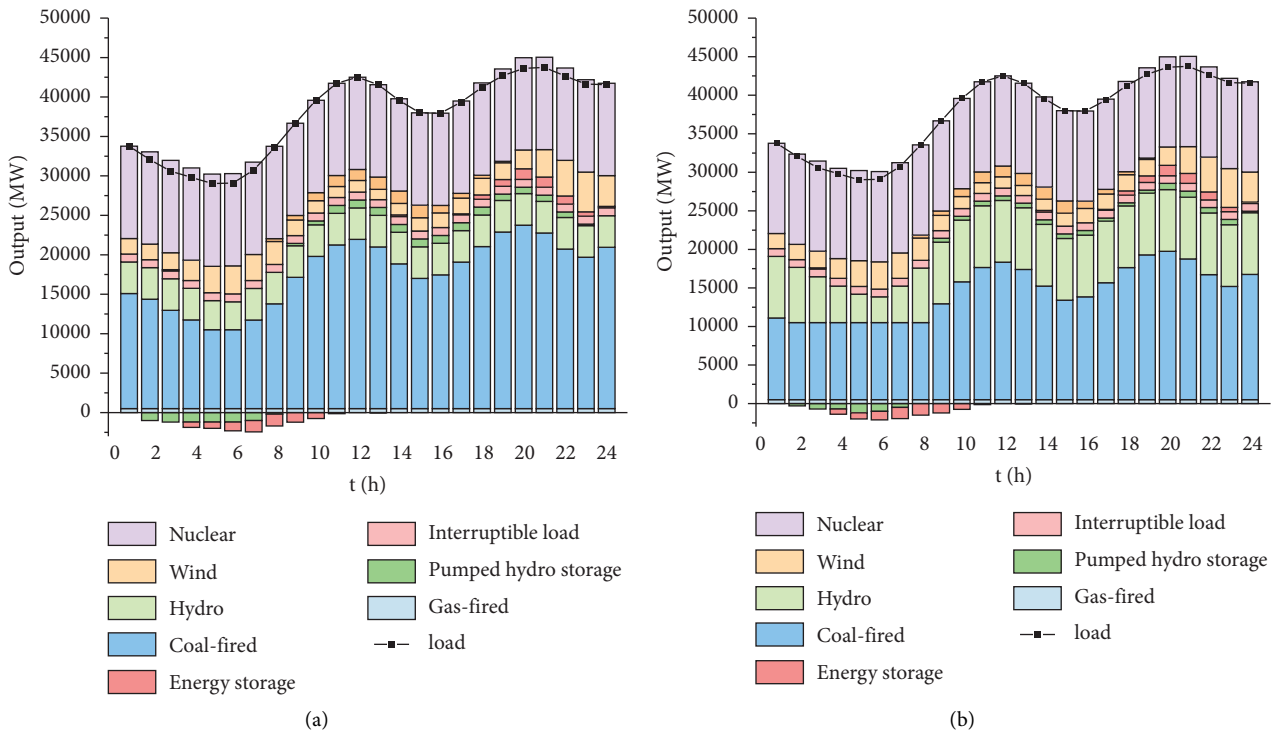 50000
45000
40000
35000
30000
25000
20000
15000
10000
5000
0
Output (MW)
0 2 4 6 8 10 12 14 16 18 20 22 24
t (h)
Nuclear
Wind
Hydro
Coal-fired
Energy storage
Interruptible load
Pumped hydro storage
Gas-fired
load
(a)
50000
45000
40000
35000
30000
25000
20000
15000
10000
5000
0
Output (MW)
0 2 4 6 8 10 12 14 16 18 20 22 24
t (h)
Nuclear
Wind
Hydro
Coal-fired
Energy storage
Interruptible load
Pumped hydro storage
Gas-fired
load
(b)